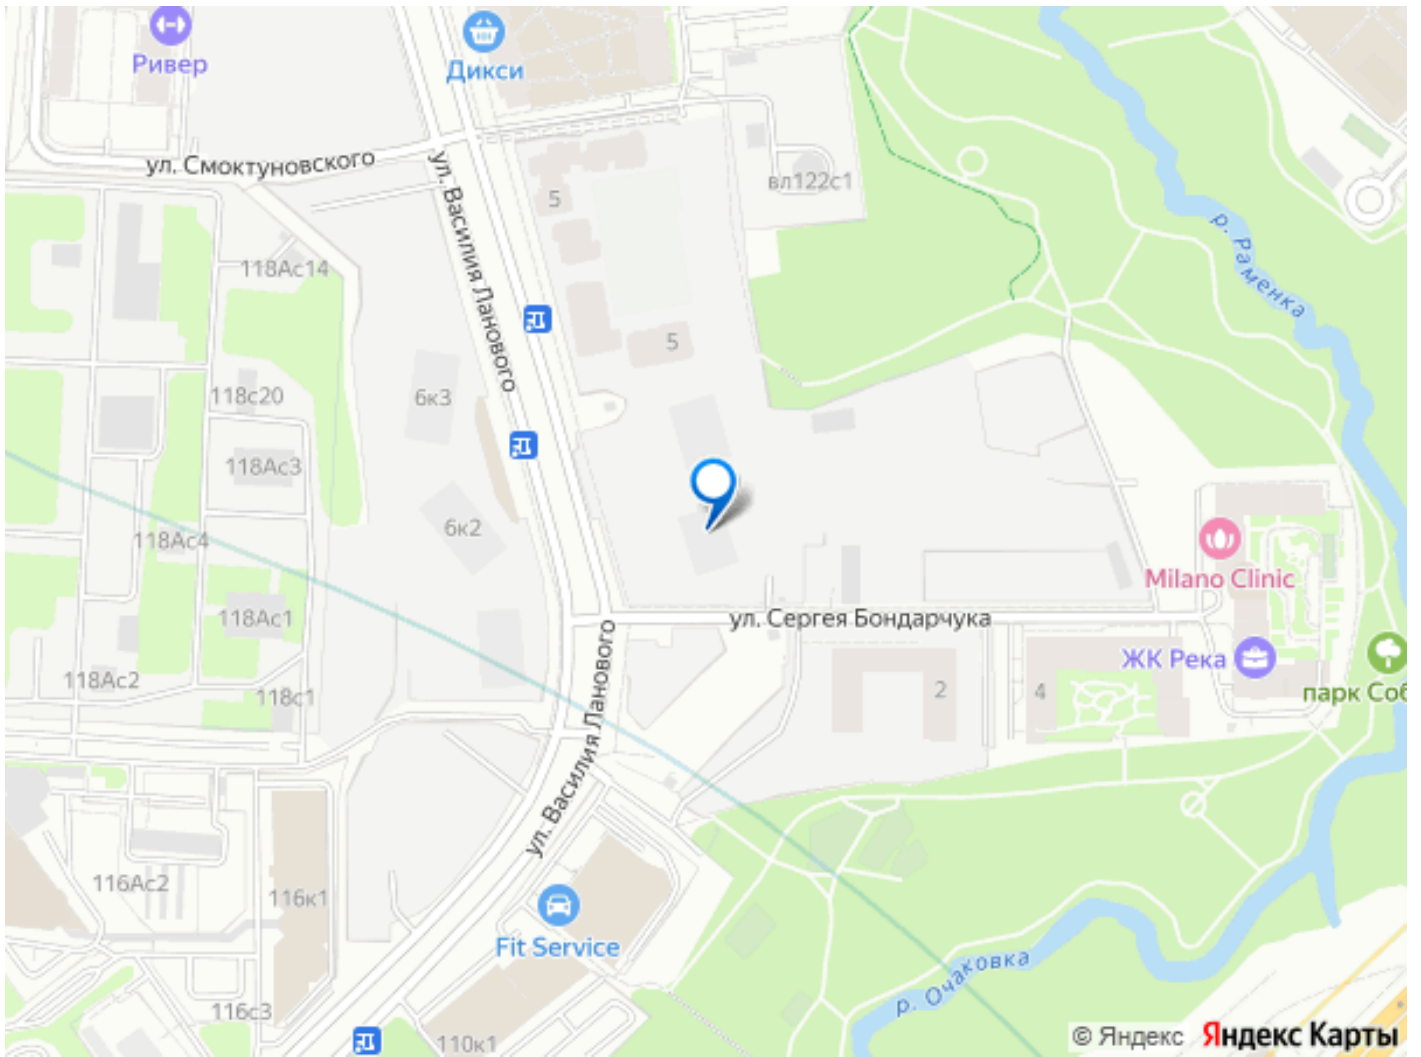 Ривер
Дикси
ул. Смоктуновского
ул. Василия Ланового
вл122с1
5
р. Раменка
118Ас14
5
6к3
118с20
118Ас3
6к2
118Ас4
Milano Clinic
118Ас1
ул. Сергея Бондарчука
ЖК Река
118Ас2
2
4
118с1
парк Соб
ул. Василия Ланового
116Ас2
116к1
Fit Service
р. Очаковка
116с3
110к1
© Яндекс Яндекс Карты